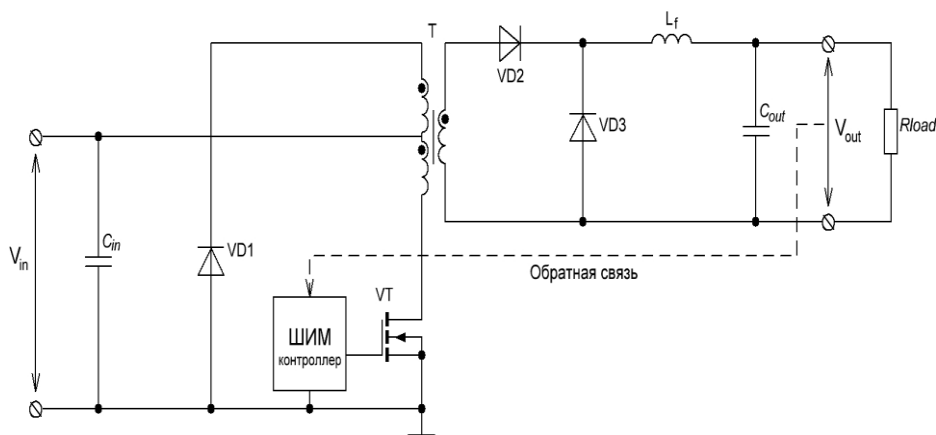 T
VD2
L_f
VD3
C_out
V_out
Rload
V_in
C_in
VD1
Обратная связь
VT
ШИМ
контроллер